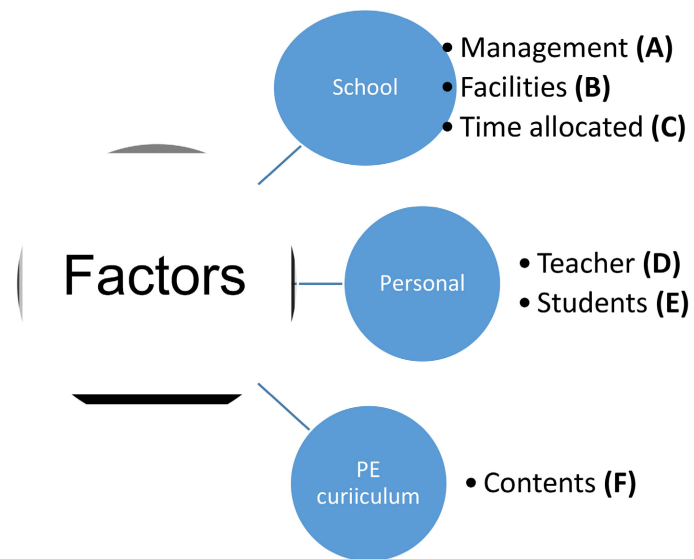 School
• Management (A)
• Facilities (B)
• Time allocated (C)
Factors
Personal
• Teacher (D)
• Students (E)
PE
curiiculum
• Contents (F)